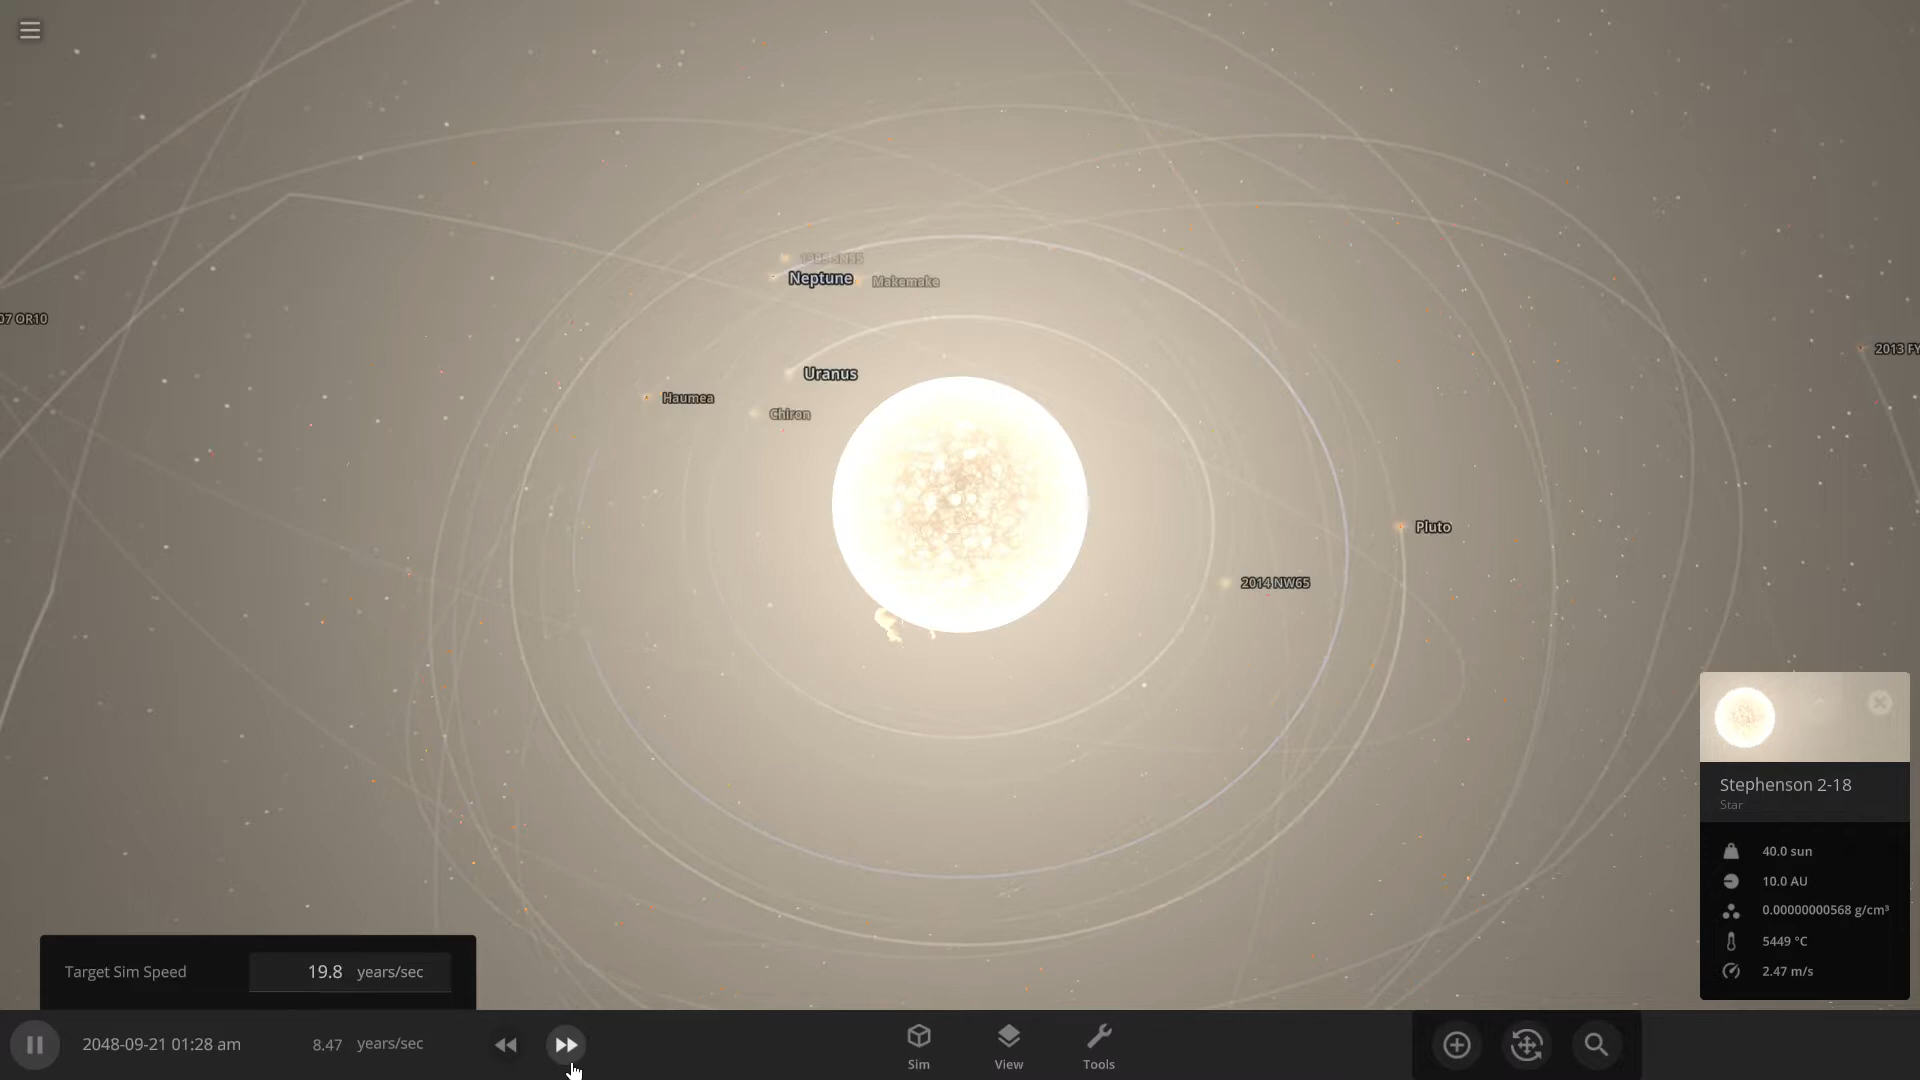 1995 SN55
Neptune
Makemake
07 OR10
2013 FY
Uranus
Haumea
Chiron
Pluto
2014 NW65
Stephenson 2-18
Star
40.0 sun
10.0 AU
0.00000000568 g/cm³
5449 °C
2.47 m/s
Target Sim Speed 19.8 years/sec
2048-09-21 01:28 am 8.47 years/sec
Sim View Tools